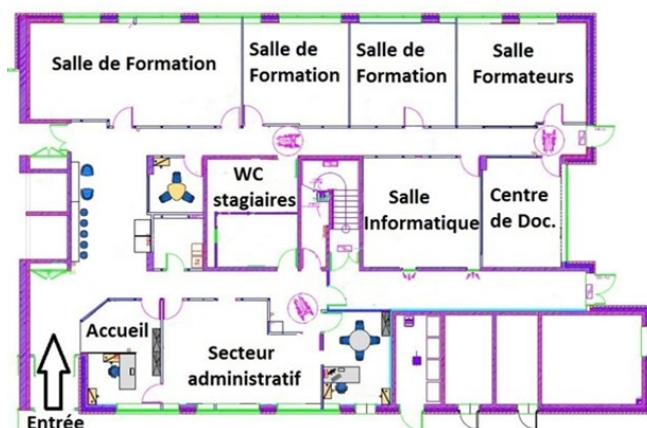 Salle de Formation
Salle de
Formation
Salle de
Formation
Salle
Formateurs
WC
stagiaires
Salle
Informatique
Centre
de Doc.
Accueil
Secteur
administratif
Entrée